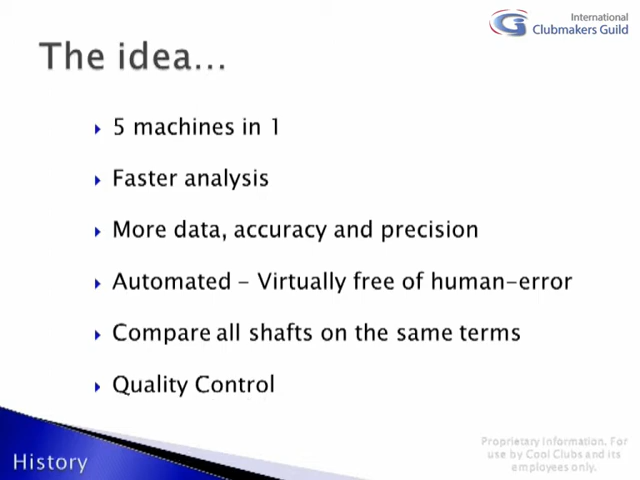 International
Clubmakers Guild
The idea...
5 machines in 1
Faster analysis
More data, accuracy and precision
Automated – Virtually free of human-error
Compare all shafts on the same terms
Quality Control
Proprietary Information. For
use by Cool Clubs and its
employees only.
History